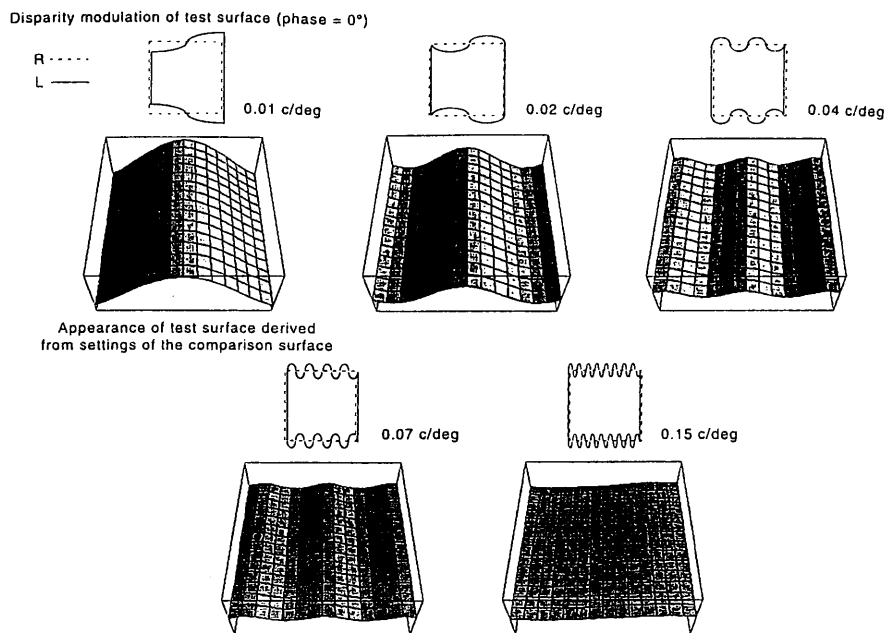 Disparity modulation of test surface (phase = 0°)
R
L
0.01 c/deg
0.02 c/deg
0.04 c/deg
Appearance of test surface derived
from settings of the comparison surface
0.07 c/deg
0.15 c/deg